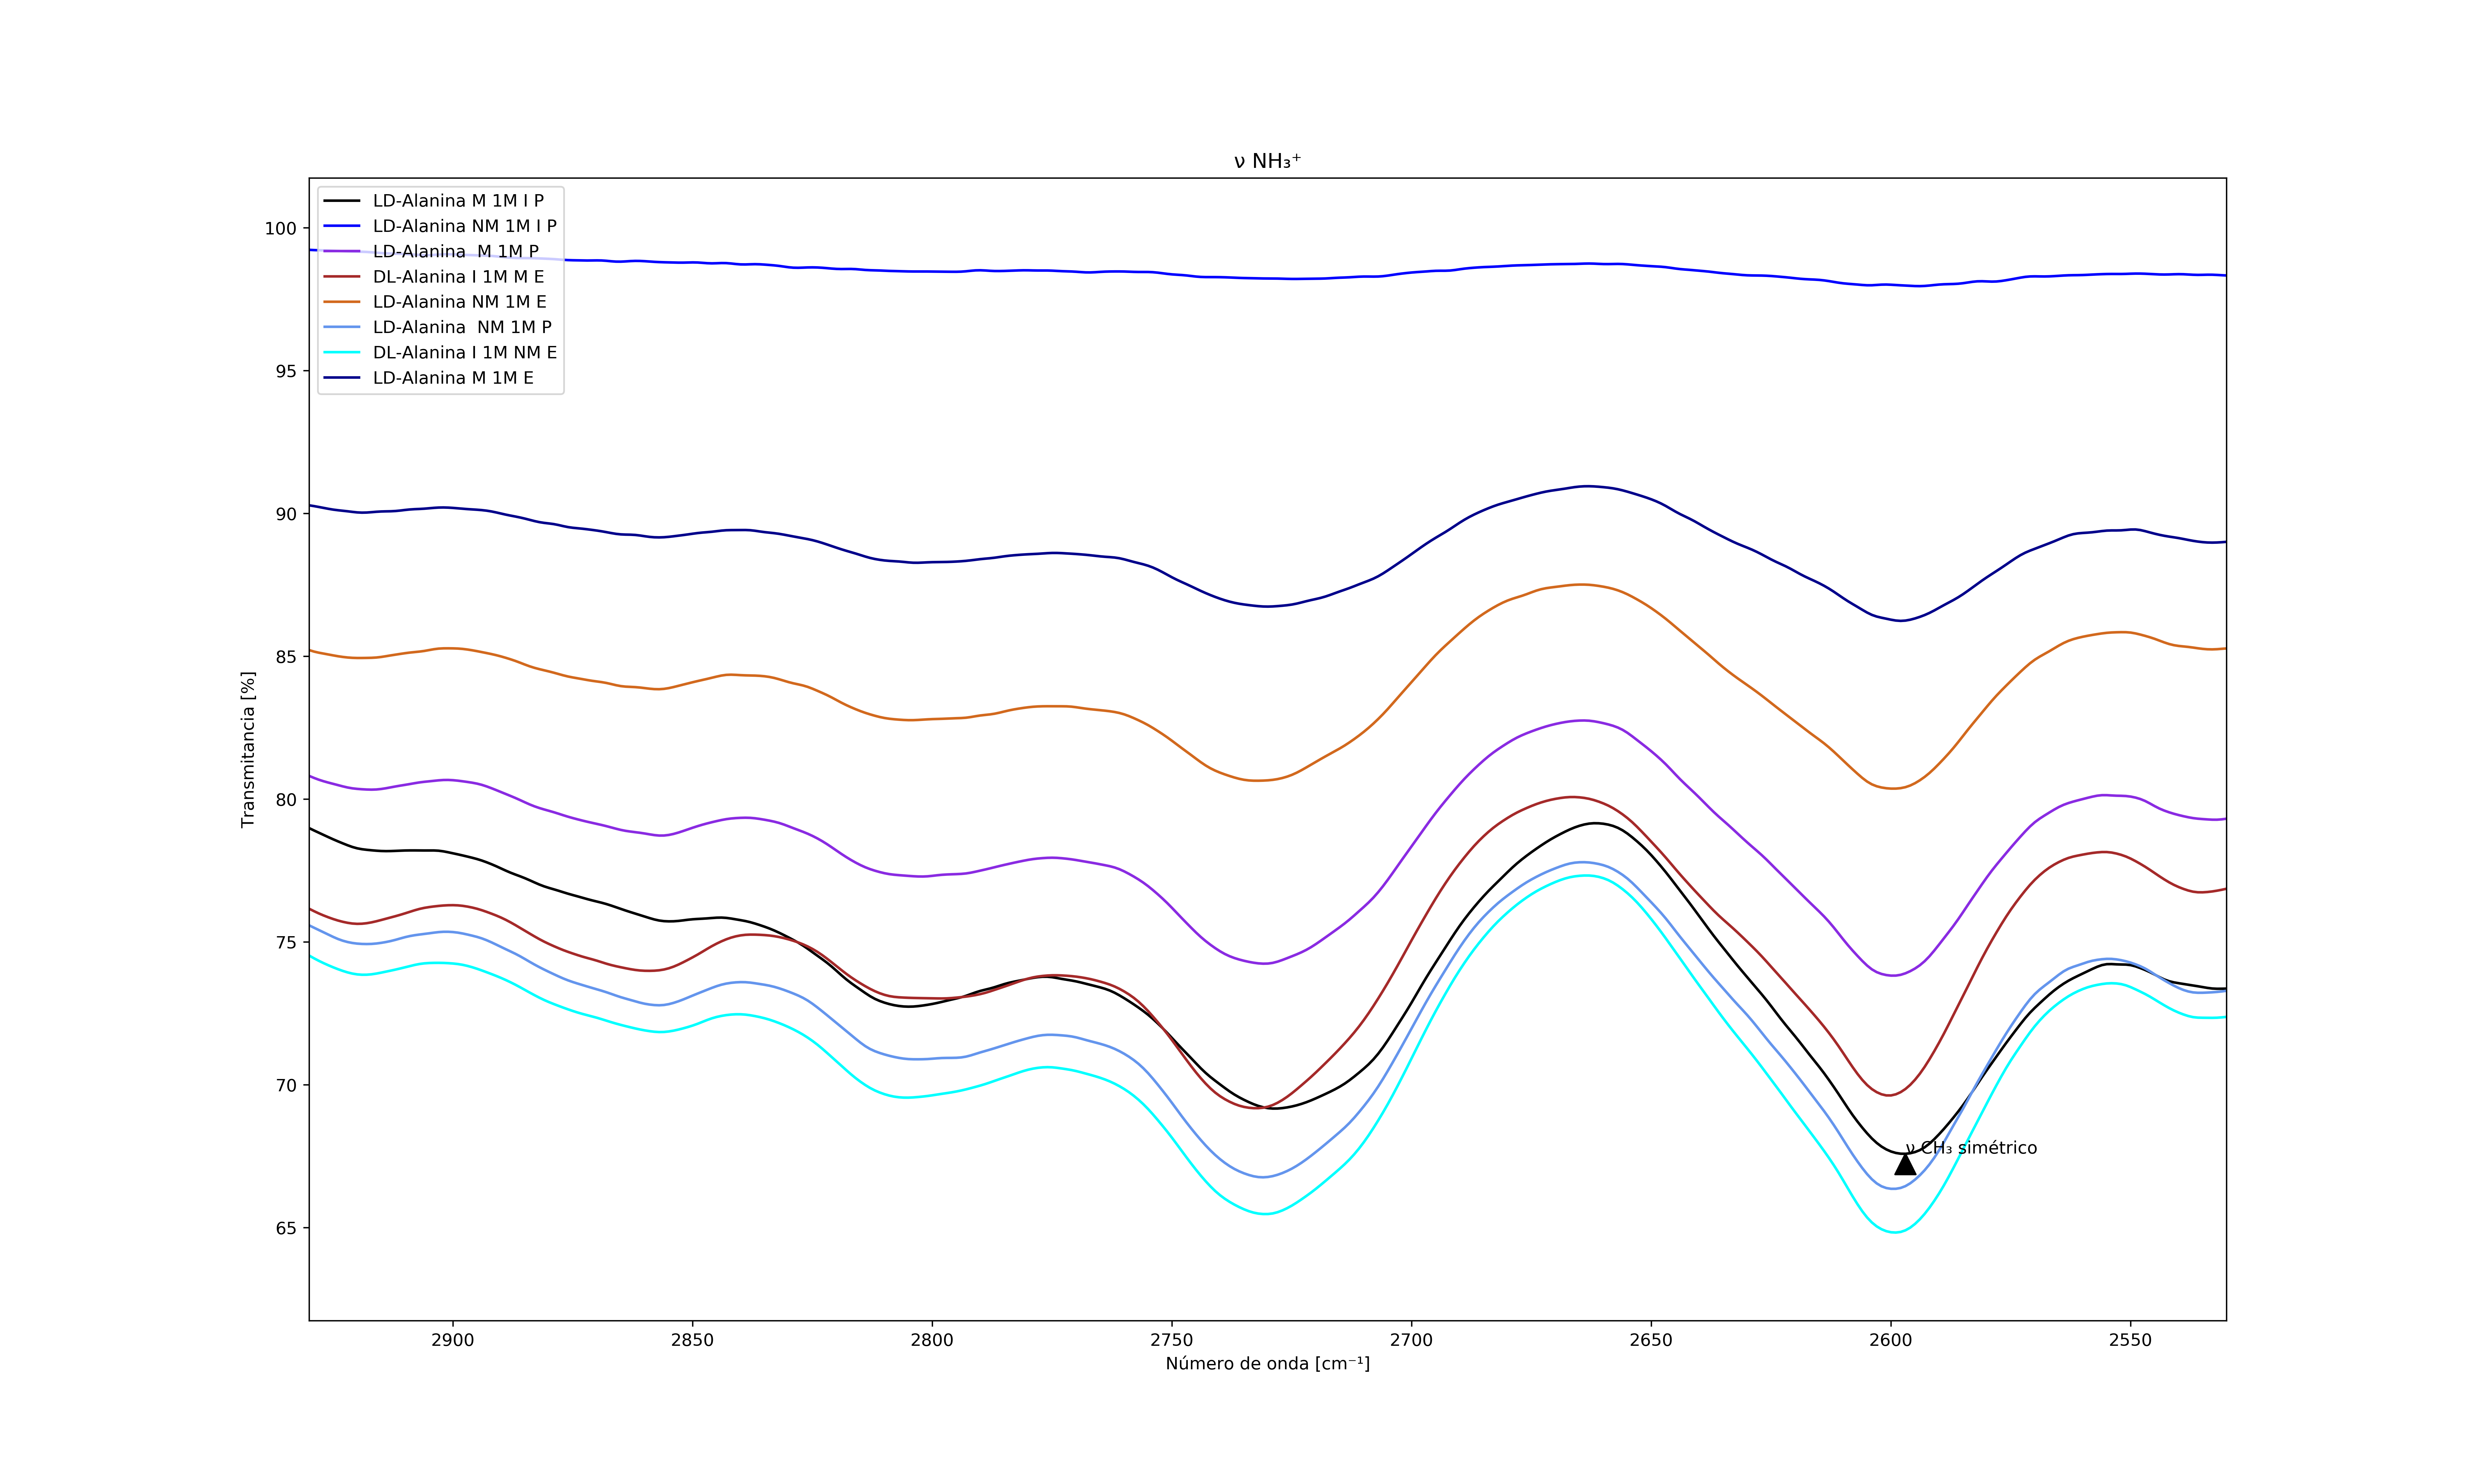 ν NH₃⁺
LD-Alanina M 1M I P
LD-Alanina NM 1M I P
LD-Alanina  M 1M P
DL-Alanina I 1M M E
LD-Alanina NM 1M E
LD-Alanina  NM 1M P
DL-Alanina I 1M NM E
LD-Alanina M 1M E
100
95
90
85
80
75
70
65
Transmitancia [%]
ν CH₃ simétrico
2900
2850
2800
2750
2700
2650
2600
2550
Número de onda [cm⁻¹]